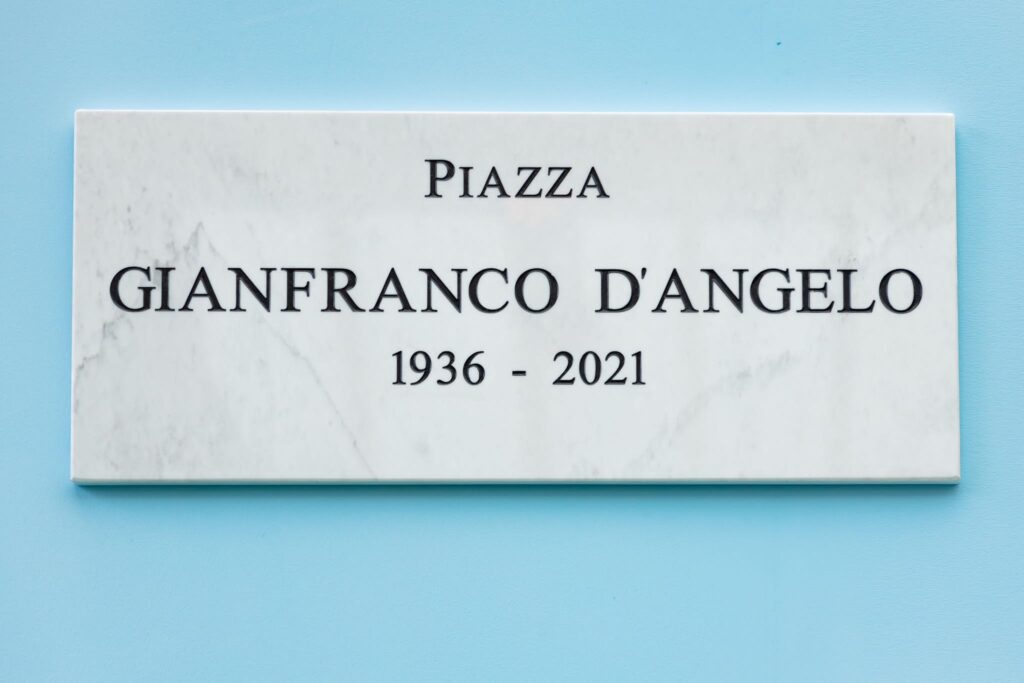 PIAZZA
GIANFRANCO D'ANGELO
1936 - 2021